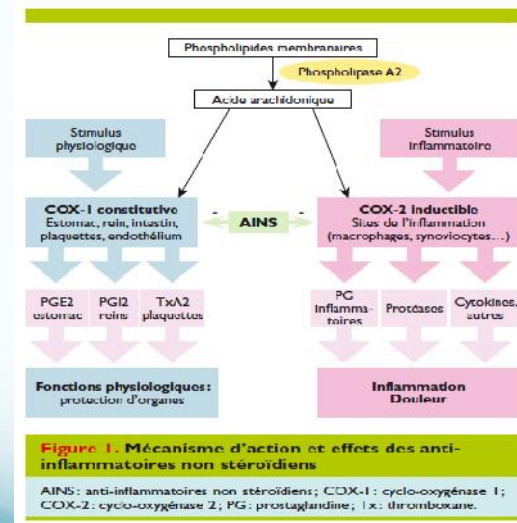 Phospholipides membranaires
Phospholipase A2
Acide arachidonique
Stimulus
physiologique
Stimulus
inflammatoire
COX-1 constitutive
Estomac, rein, intestin,
plaquettes, endothélium
-
AINS
-
COX-2 inductible
Sites de l'inflammation
(macrophages, synoviocytes…)
PGE2
estomac
PGI2
reins
TxA2
plaquettes
PG
inflamma-
toires
Protéases
Cytokines,
autres
Fonctions physiologiques:
protection d'organes
Inflammation
Douleur
Figure 1. Mécanisme d'action et effets des anti-
inflammatoires non stéroïdiens
AINS: anti-inflammatoires non stéroïdiens; COX-1: cyclo-oxygénase 1;
COX-2: cyclo-oxygénase 2; PG: prostaglandine; Tx: thromboxane.